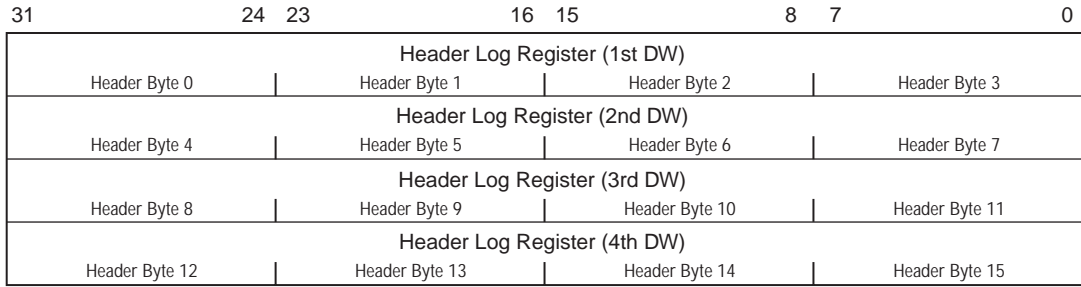 31 24 23 16 15 8 7 0
Header Log Register (1st DW)
Header Byte 0 Header Byte 1 Header Byte 2 Header Byte 3
Header Log Register (2nd DW)
Header Byte 4 Header Byte 5 Header Byte 6 Header Byte 7
Header Log Register (3rd DW)
Header Byte 8 Header Byte 9 Header Byte 10 Header Byte 11
Header Log Register (4th DW)
Header Byte 12 Header Byte 13 Header Byte 14 Header Byte 15